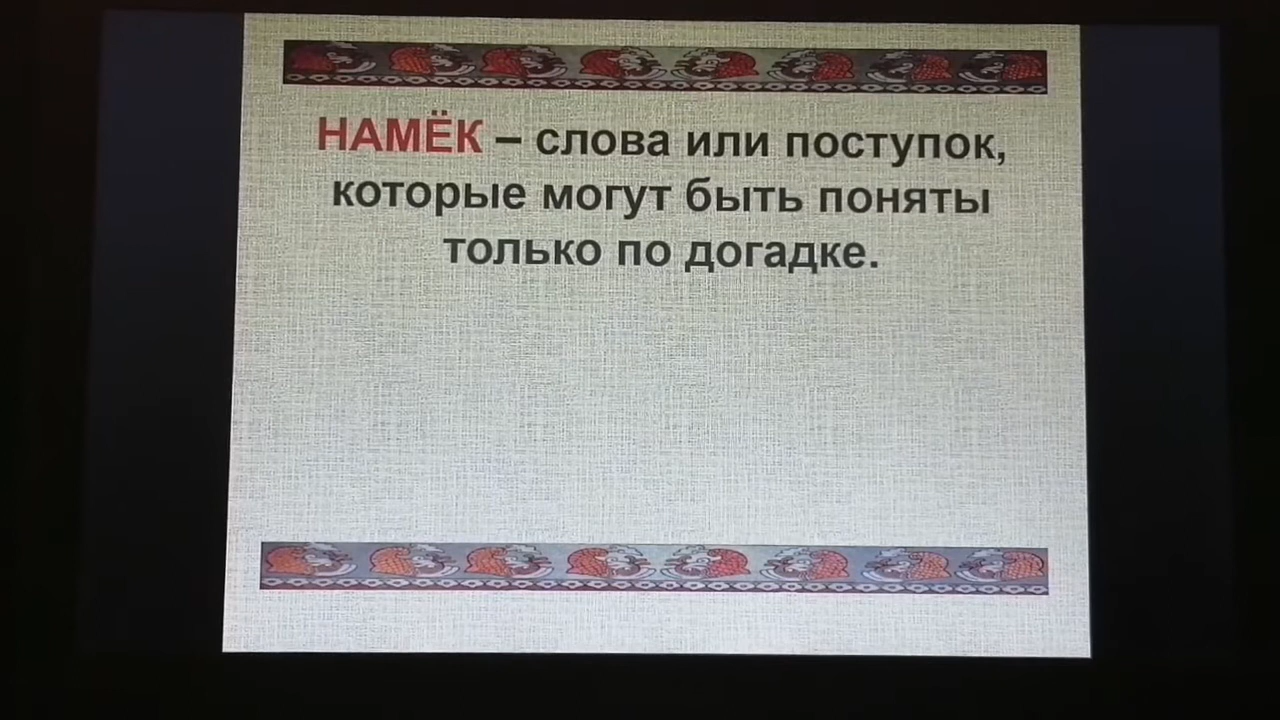 НАМЁК – слова или поступок,
которые могут быть поняты
только по догадке.